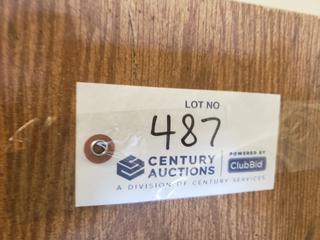 LOT NO
487
CENTURY AUCTIONS
POWERED BY
ClubBid
A DIVISION OF CENTURY SERVICES